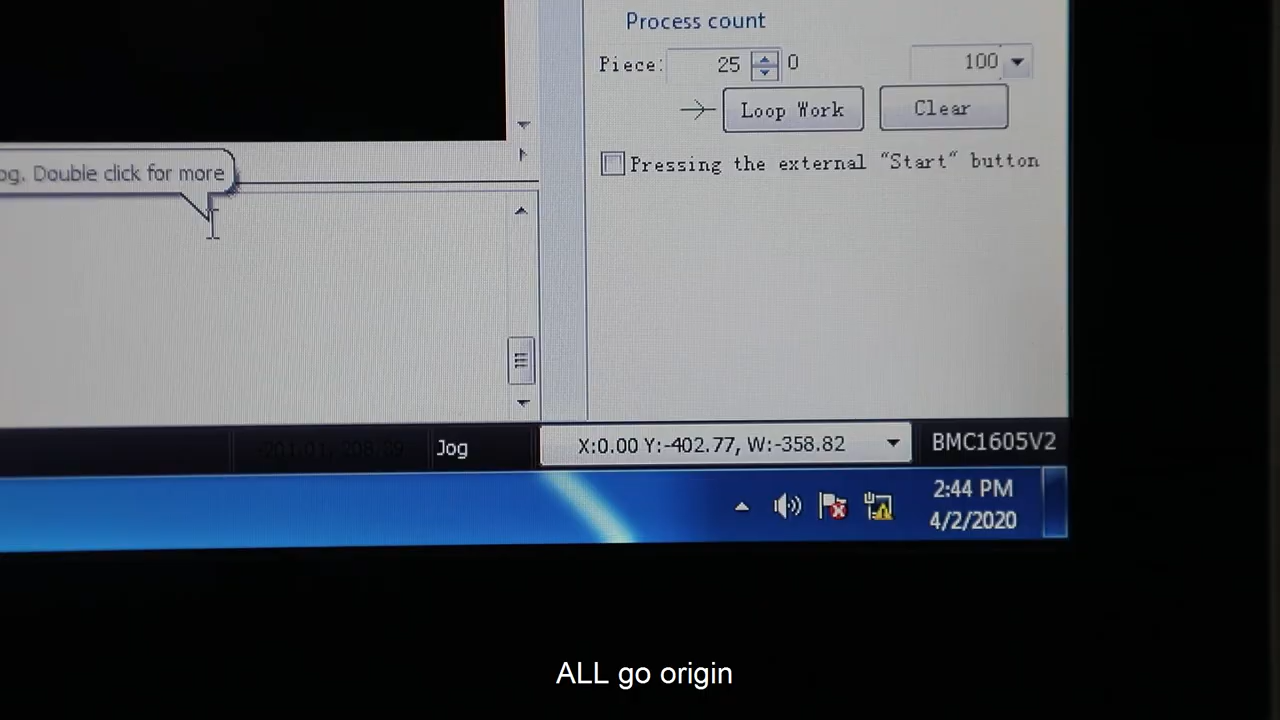 Process count
Piece: 25 0 100
Loop Work Clear
og. Double click for more
Pressing the external "Start" button
Jog X:0.00 Y:-402.77, W:-358.82 BMC1605V2
2:44 PM
4/2/2020
ALL go origin